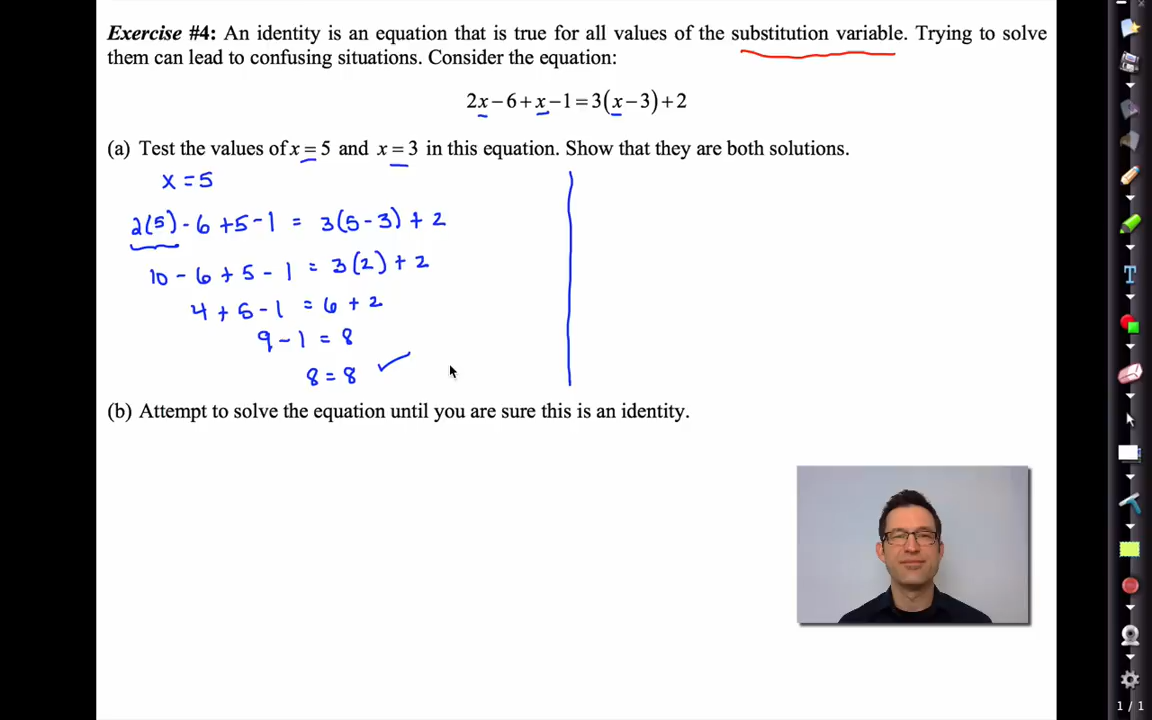 Exercise #4: An identity is an equation that is true for all values of the substitution variable. Trying to solve
them can lead to confusing situations. Consider the equation:
2x−6+x−1=3(x−3)+2
(a) Test the values of x=5 and x=3 in this equation. Show that they are both solutions.
x=5
2(5)-6+5-1 = 3(5-3)+2
10-6+5-1 = 3(2)+2
4+5-1 = 6+2
9-1 = 8
8=8 ✓
(b) Attempt to solve the equation until you are sure this is an identity.
T
1 / 1